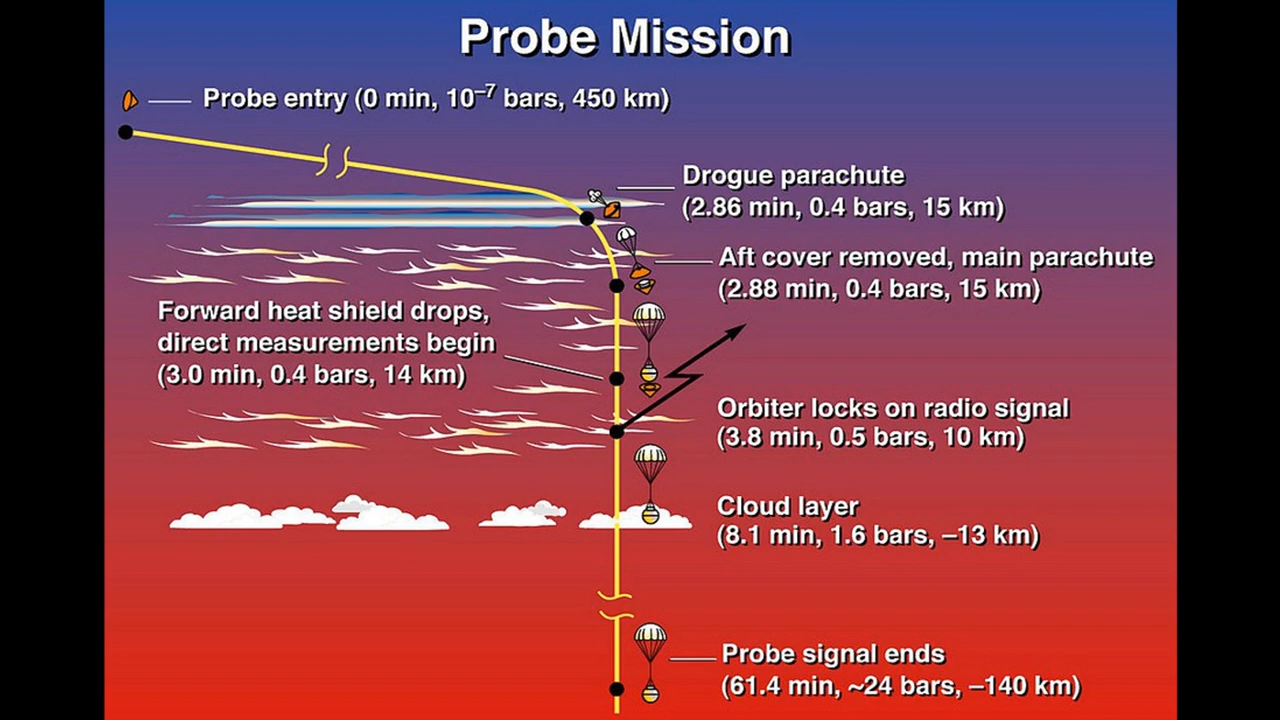 Probe Mission
Probe entry (0 min, 10⁻⁷ bars, 450 km)
Drogue parachute
(2.86 min, 0.4 bars, 15 km)
Aft cover removed, main parachute
(2.88 min, 0.4 bars, 15 km)
Forward heat shield drops,
direct measurements begin
(3.0 min, 0.4 bars, 14 km)
Orbiter locks on radio signal
(3.8 min, 0.5 bars, 10 km)
Cloud layer
(8.1 min, 1.6 bars, –13 km)
Probe signal ends
(61.4 min, ~24 bars, –140 km)